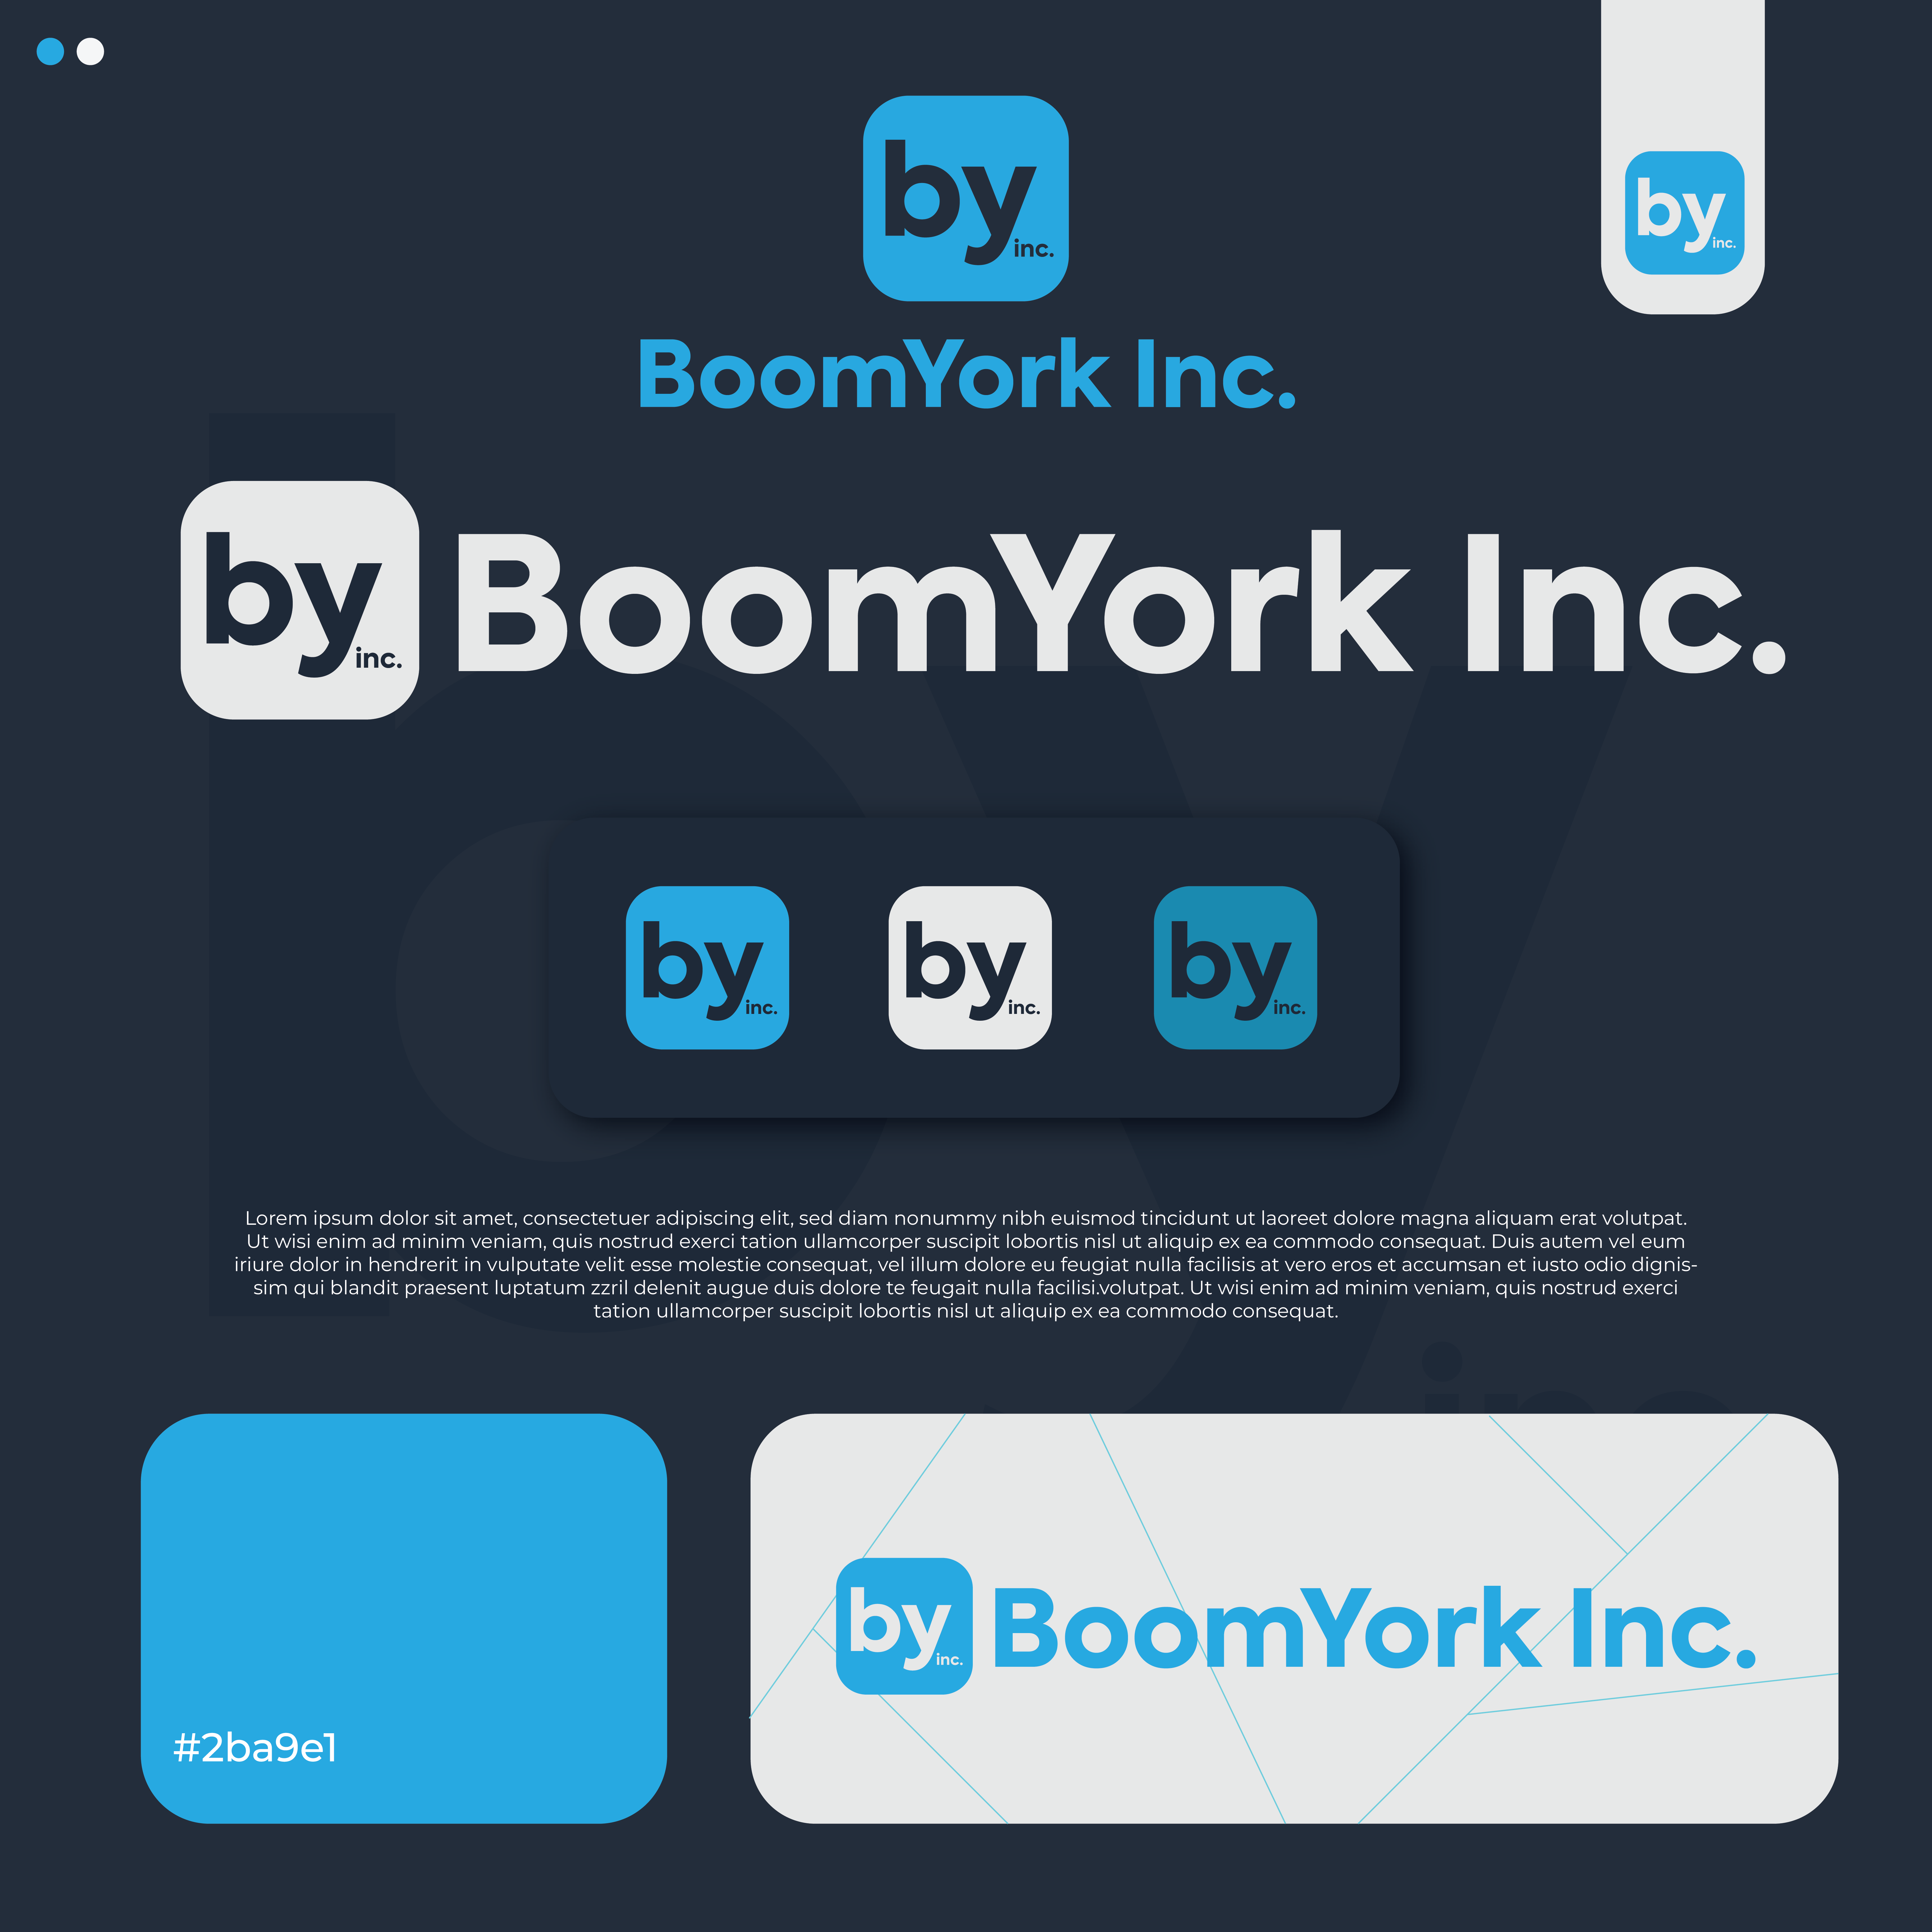 by
inc.
by
inc.
BoomYork Inc.
by
inc.
BoomYork Inc.
by
inc.
by
inc.
by
inc.
by
inc.
Lorem ipsum dolor sit amet, consectetuer adipiscing elit, sed diam nonummy nibh euismod tincidunt ut laoreet dolore magna aliquam erat volutpat.
Ut wisi enim ad minim veniam, quis nostrud exerci tation ullamcorper suscipit lobortis nisl ut aliquip ex ea commodo consequat. Duis autem vel eum
iriure dolor in hendrerit in vulputate velit esse molestie consequat, vel illum dolore eu feugiat nulla facilisis at vero eros et accumsan et iusto odio dignis-
sim qui blandit praesent luptatum zzril delenit augue duis dolore te feugait nulla facilisi.volutpat. Ut wisi enim ad minim veniam, quis nostrud exerci
tation ullamcorper suscipit lobortis nisl ut aliquip ex ea commodo consequat.
#2ba9e1
by
inc.
BoomYork Inc.